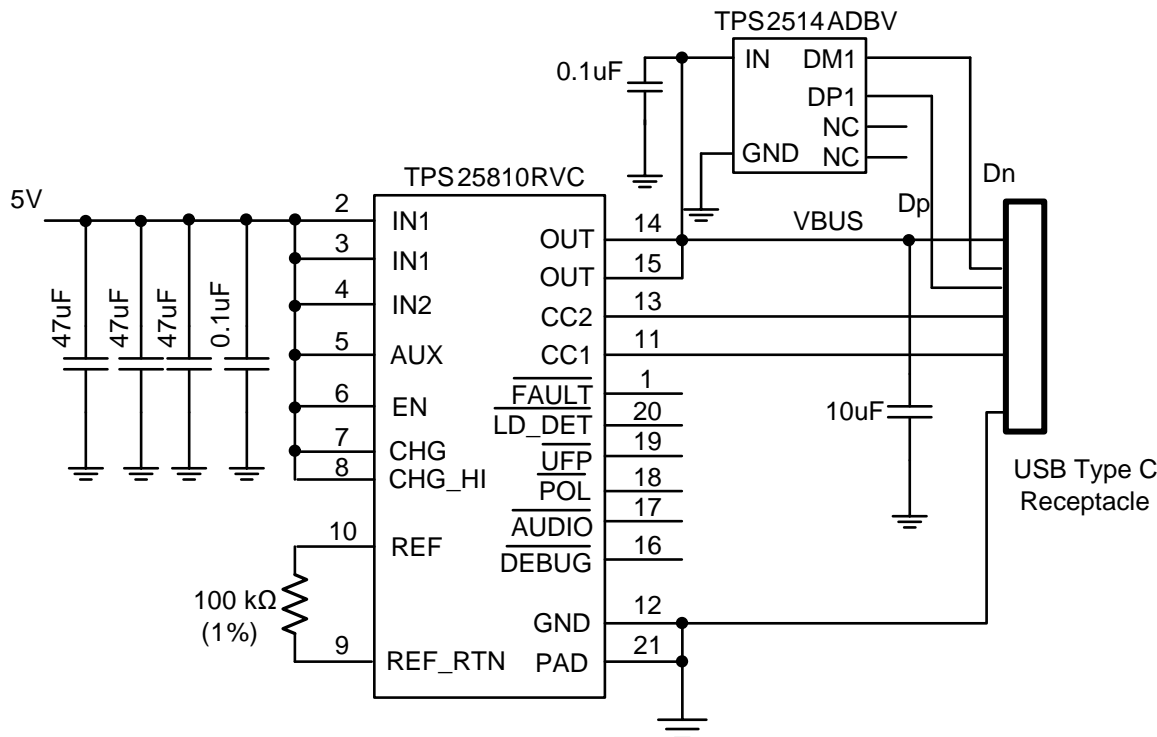 TPS2514ADBV
IN
DM1
DP1
NC
GND
NC
0.1uF
Dn
Dp
TPS25810RVC
5V
2
IN1
3
IN1
4
IN2
5
AUX
6
EN
7
CHG
8
CHG_HI
10
REF
9
REF_RTN
47uF
47uF
47uF
0.1uF
100 kΩ
(1%)
OUT
14
OUT
15
CC2
13
CC1
11
FAULT
1
LD_DET
20
UFP
19
POL
18
AUDIO
17
DEBUG
16
GND
12
PAD
21
VBUS
10uF
USB Type C
Receptacle